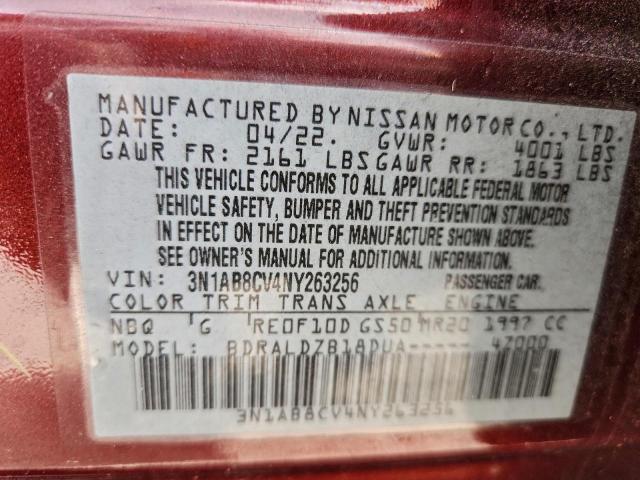 MANUFACTURED BY NISSAN MOTOR CO., LTD.
DATE: 04/22. GVWR: 4001 LBS
GAWR FR: 2161 LBS GAWR RR: 1863 LBS
THIS VEHICLE CONFORMS TO ALL APPLICABLE FEDERAL MOTOR
VEHICLE SAFETY, BUMPER AND THEFT PREVENTION STANDARDS
IN EFFECT ON THE DATE OF MANUFACTURE SHOWN ABOVE.
SEE OWNER'S MANUAL FOR ADDITIONAL INFORMATION.
VIN: 3N1AB8CV4NY263256 PASSENGER CAR.
COLOR TRIM TRANS AXLE ENGINE
NBQ G RE0F10D GS50 MR20 1997 CC
MODEL: BDRALDZB18DUA----- 4Z000
3N1AB8CV4NY263256